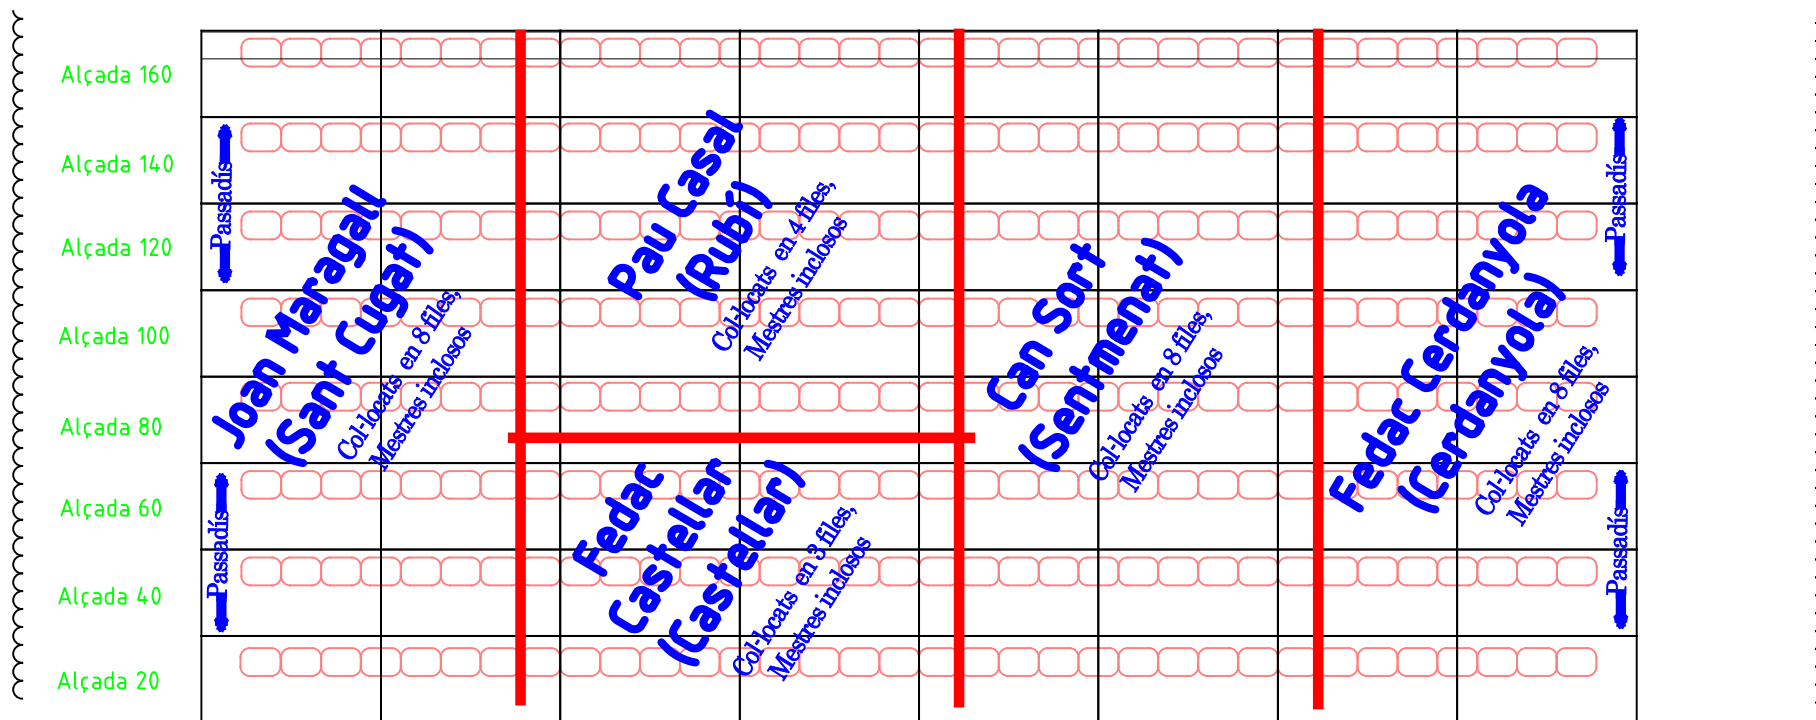 Alçada 160
Alçada 140
Alçada 120
Alçada 100
Alçada 80
Alçada 60
Alçada 40
Alçada 20
Passadís
Passadís
Joan Maragall
(Sant Cugat)
Col·locats en 8 files,
Mestres inclosos
Pau Casal
(Rubí)
Col·locats en 4 files,
Mestres inclosos
Fedac
Castellar
(Castellar)
Col·locats en 3 files,
Mestres inclosos
Can Sort
(Sentmenat)
Col·locats en 8 files,
Mestres inclosos
Fedac Cerdanyola
(Cerdanyola)
Col·locats en 8 files,
Mestres inclosos
Passadís
Passadís